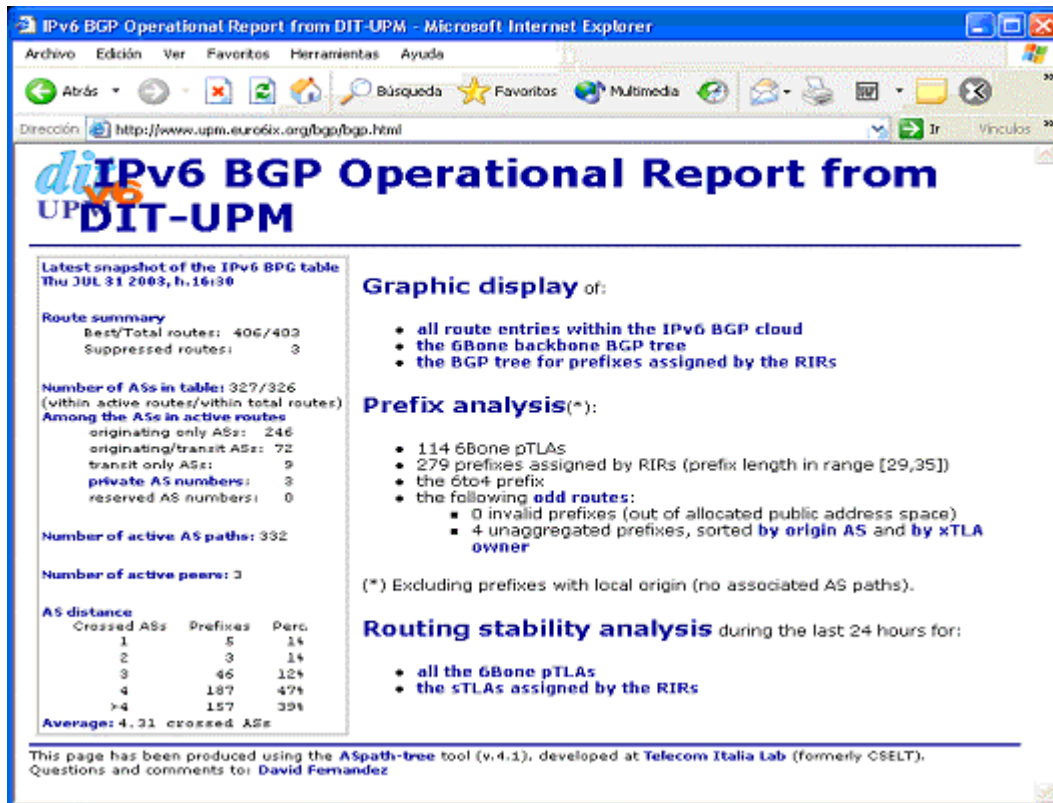 IPv6 BGP Operational Report from DIT-UPM - Microsoft Internet Explorer
Archivo Edición Ver Favoritos Herramientas Ayuda
Atrás Búsqueda Favoritos Multimedia
Dirección http://www.upm.euro6ix.org/bgp/bgp.html Ir Vínculos
dit v6 UPM
IPv6 BGP Operational Report from
DIT-UPM
Latest snapshot of the IPv6 BPG table
Thu JUL 31 2003, h.16:30
Route summary
Best/Total routes: 406/403
Suppressed routes: 3
Number of ASs in table: 327/326
(within active routes/within total routes)
Among the ASs in active routes
originating only ASs: 246
originating/transit ASs: 72
transit only ASs: 9
private AS numbers: 3
reserved AS numbers: 0
Number of active AS paths: 332
Number of active peers: 3
AS distance
Crossed ASs Prefixes Perc.
1 5 1%
2 3 1%
3 46 12%
4 187 47%
>4 157 39%
Average: 4.31 crossed ASs
Graphic display of:
• all route entries within the IPv6 BGP cloud
• the 6Bone backbone BGP tree
• the BGP tree for prefixes assigned by the RIRs
Prefix analysis(*):
• 114 6Bone pTLAs
• 279 prefixes assigned by RIRs (prefix length in range [29,35])
• the 6to4 prefix
• the following odd routes:
▪ 0 invalid prefixes (out of allocated public address space)
▪ 4 unaggregated prefixes, sorted by origin AS and by xTLA
owner
(*) Excluding prefixes with local origin (no associated AS paths).
Routing stability analysis during the last 24 hours for:
• all the 6Bone pTLAs
• the sTLAs assigned by the RIRs
This page has been produced using the ASpath-tree tool (v.4.1), developed at Telecom Italia Lab (formerly CSELT).
Questions and comments to: David Fernandez